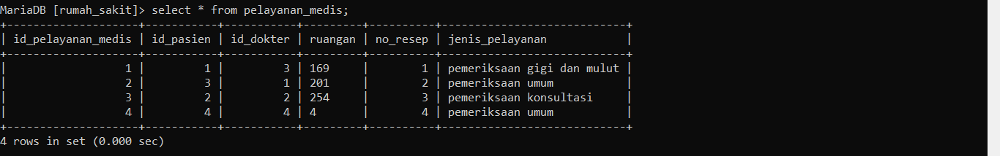 MariaDB [rumah_sakit]> select * from pelayanan_medis;
+--------------------+-----------+-----------+---------+----------+----------------------------+
| id_pelayanan_medis | id_pasien | id_dokter | ruangan | no_resep | jenis_pelayanan            |
+--------------------+-----------+-----------+---------+----------+----------------------------+
|                  1 |         1 |         3 | 169     |        1 | pemeriksaan gigi dan mulut |
|                  2 |         3 |         1 | 201     |        2 | pemeriksaan umum           |
|                  3 |         2 |         2 | 254     |        3 | pemeriksaan konsultasi     |
|                  4 |         4 |         4 | 4       |        4 | pemeriksaan umum           |
+--------------------+-----------+-----------+---------+----------+----------------------------+
4 rows in set (0.000 sec)